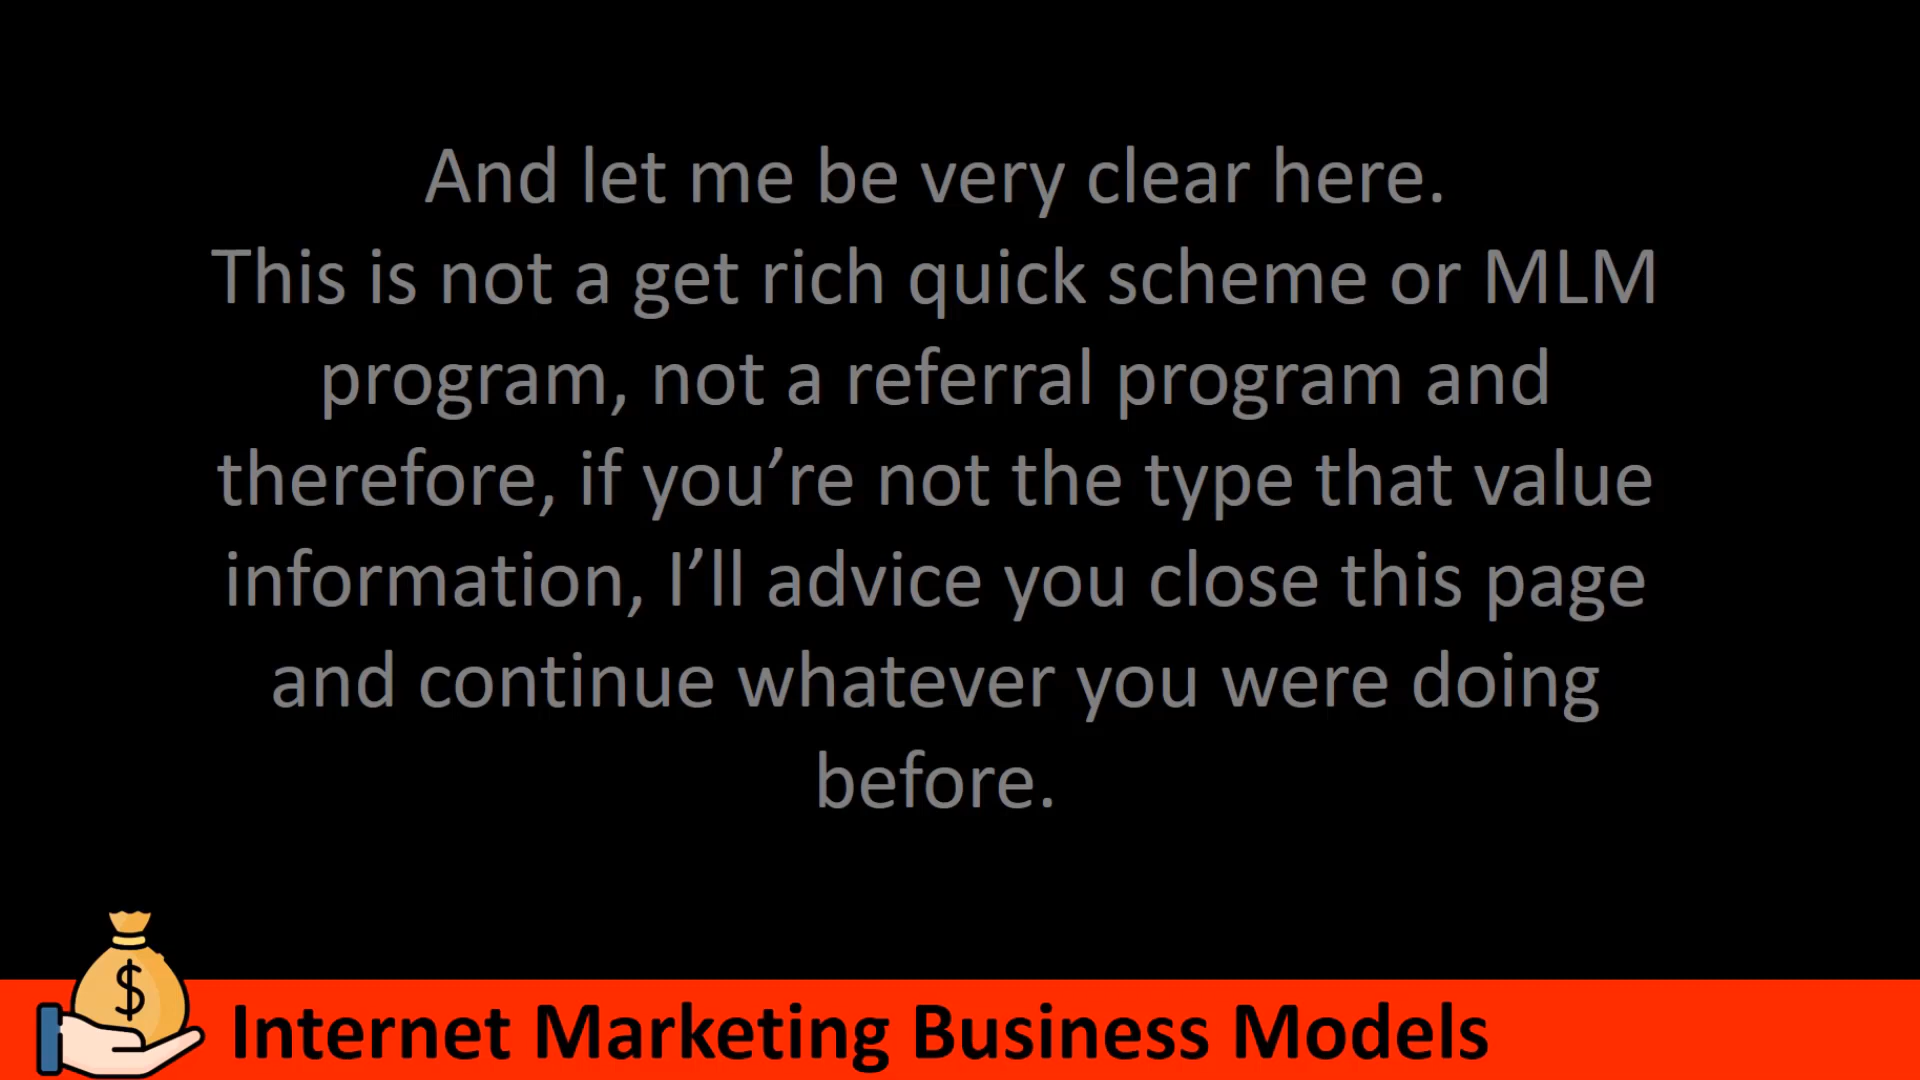 And let me be very clear here.
This is not a get rich quick scheme or MLM
program, not a referral program and
therefore, if you’re not the type that value
information, I’ll advice you close this page
and continue whatever you were doing
before.
$
Internet Marketing Business Models